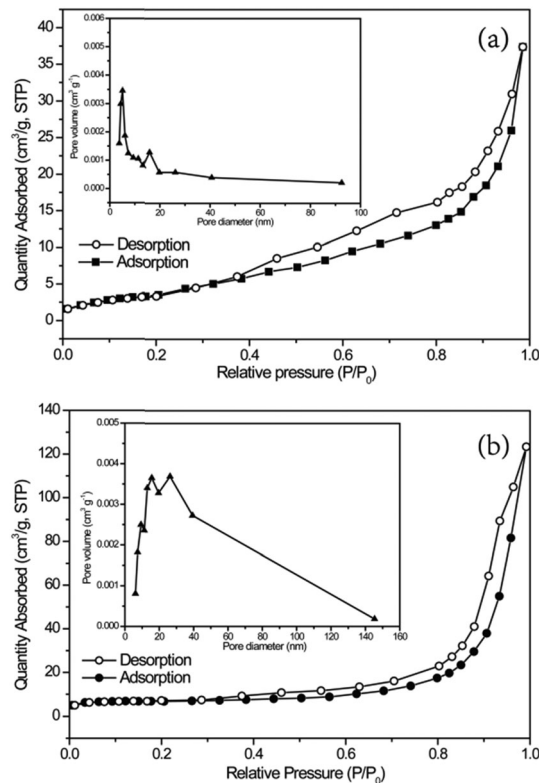 (a)
Quantity Adsorbed (cm³/g, STP)
40
35
30
25
20
15
10
5
0
0.0 0.2 0.4 0.6 0.8 1.0
Relative pressure (P/P₀)
Desorption
Adsorption
Pore volume (cm³ g⁻¹)
0.006
0.005
0.004
0.003
0.002
0.001
0.000
0 20 40 60 80 100
Pore diameter (nm)
(b)
Quantity Absorbed (cm³/g, STP)
140
120
100
80
60
40
20
0
0.0 0.2 0.4 0.6 0.8 1.0
Relative Pressure (P/P₀)
Desorption
Adsorption
Pore volume (cm³ g⁻¹)
0.005
0.004
0.003
0.002
0.001
0.000
0 20 40 60 80 100 120 140 160
Pore diameter (nm)